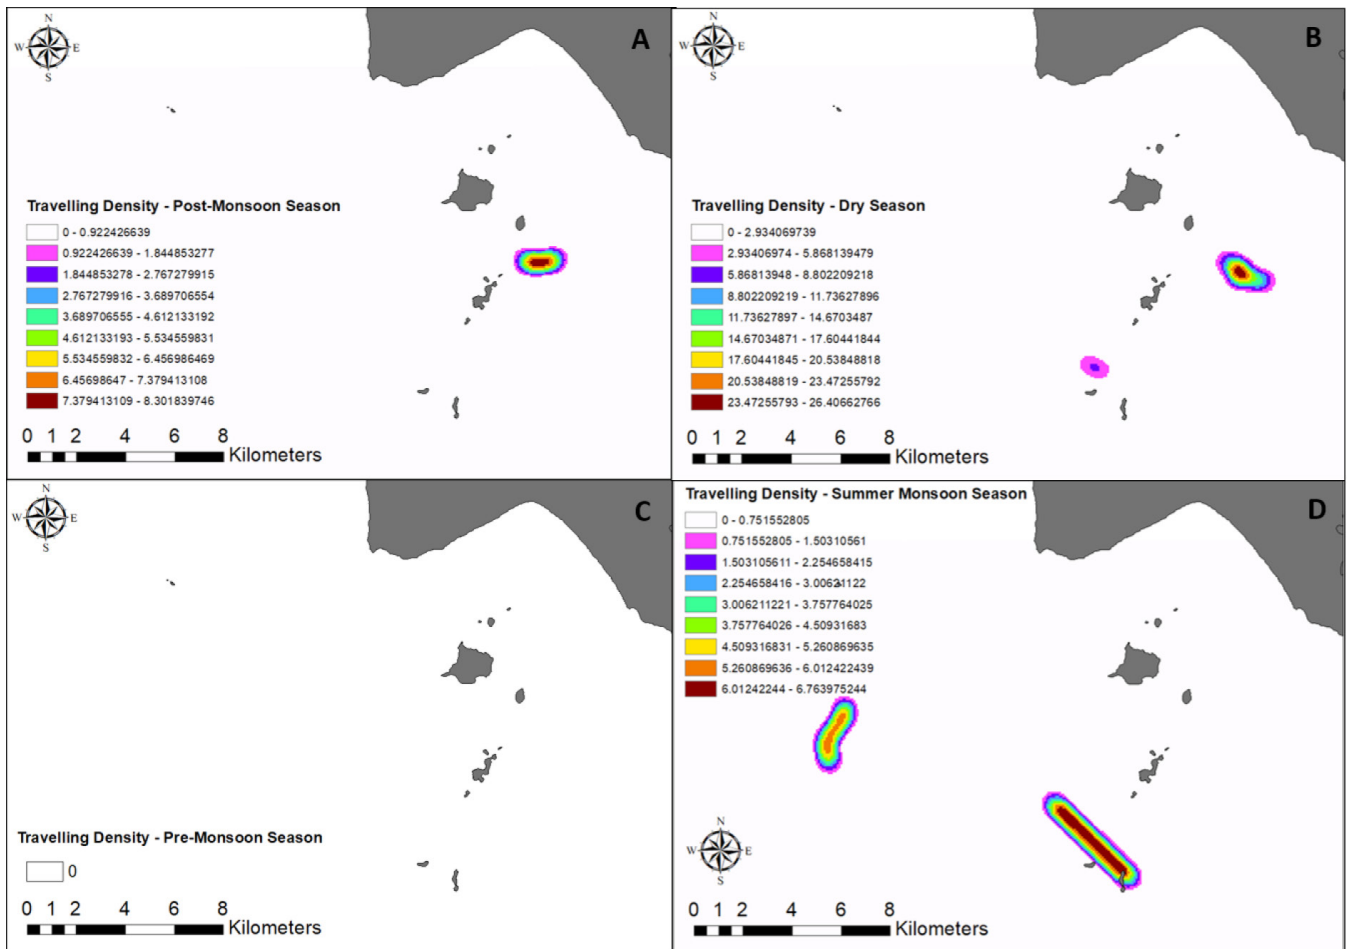 N
W E
S
A
Travelling Density - Post-Monsoon Season
0 - 0.922426639
0.922426639 - 1.844853277
1.844853278 - 2.767279915
2.767279916 - 3.689706554
3.689706555 - 4.612133192
4.612133193 - 5.534559831
5.534559832 - 6.456986469
6.45698647 - 7.379413108
7.379413109 - 8.301839746
0 1 2 4 6 8
Kilometers
N
W E
S
B
Travelling Density - Dry Season
0 - 2.934069739
2.93406974 - 5.868139479
5.86813948 - 8.802209218
8.802209219 - 11.73627896
11.73627897 - 14.6703487
14.67034871 - 17.60441844
17.60441845 - 20.53848818
20.53848819 - 23.47255792
23.47255793 - 26.40662766
0 1 2 4 6 8
Kilometers
N
W E
S
C
Travelling Density - Pre-Monsoon Season
0
0 1 2 4 6 8
Kilometers
Travelling Density - Summer Monsoon Season
D
0 - 0.751552805
0.751552805 - 1.50310561
1.503105611 - 2.254658415
2.254658416 - 3.006211122
3.006211221 - 3.757764025
3.757764026 - 4.50931683
4.509316831 - 5.260869635
5.260869636 - 6.012422439
6.01242244 - 6.763975244
N
W E
S
0 1 2 4 6 8
Kilometers